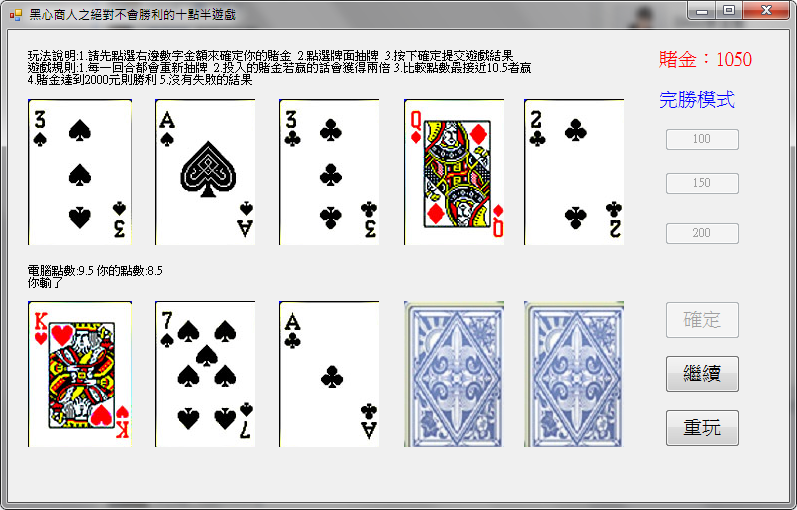 黑心商人之絕對不會勝利的十點半遊戲
玩法說明:1.請先點選右邊數字金額來確定你的賭金 2.點選牌面抽牌 3.按下確定提交遊戲結果
遊戲規則:1.每一回合都會重新抽牌 2.投入的賭金若贏的話會獲得兩倍 3.比較點數最接近10.5者贏
4.賭金達到2000元則勝利 5.沒有失敗的結果
賭金：1050
完勝模式
100
150
200
3 A 3 Q 2
3 A 3 Q 2
電腦點數:9.5 你的點數:8.5
你輸了
K 7 A
K 7 A
確定
繼續
重玩